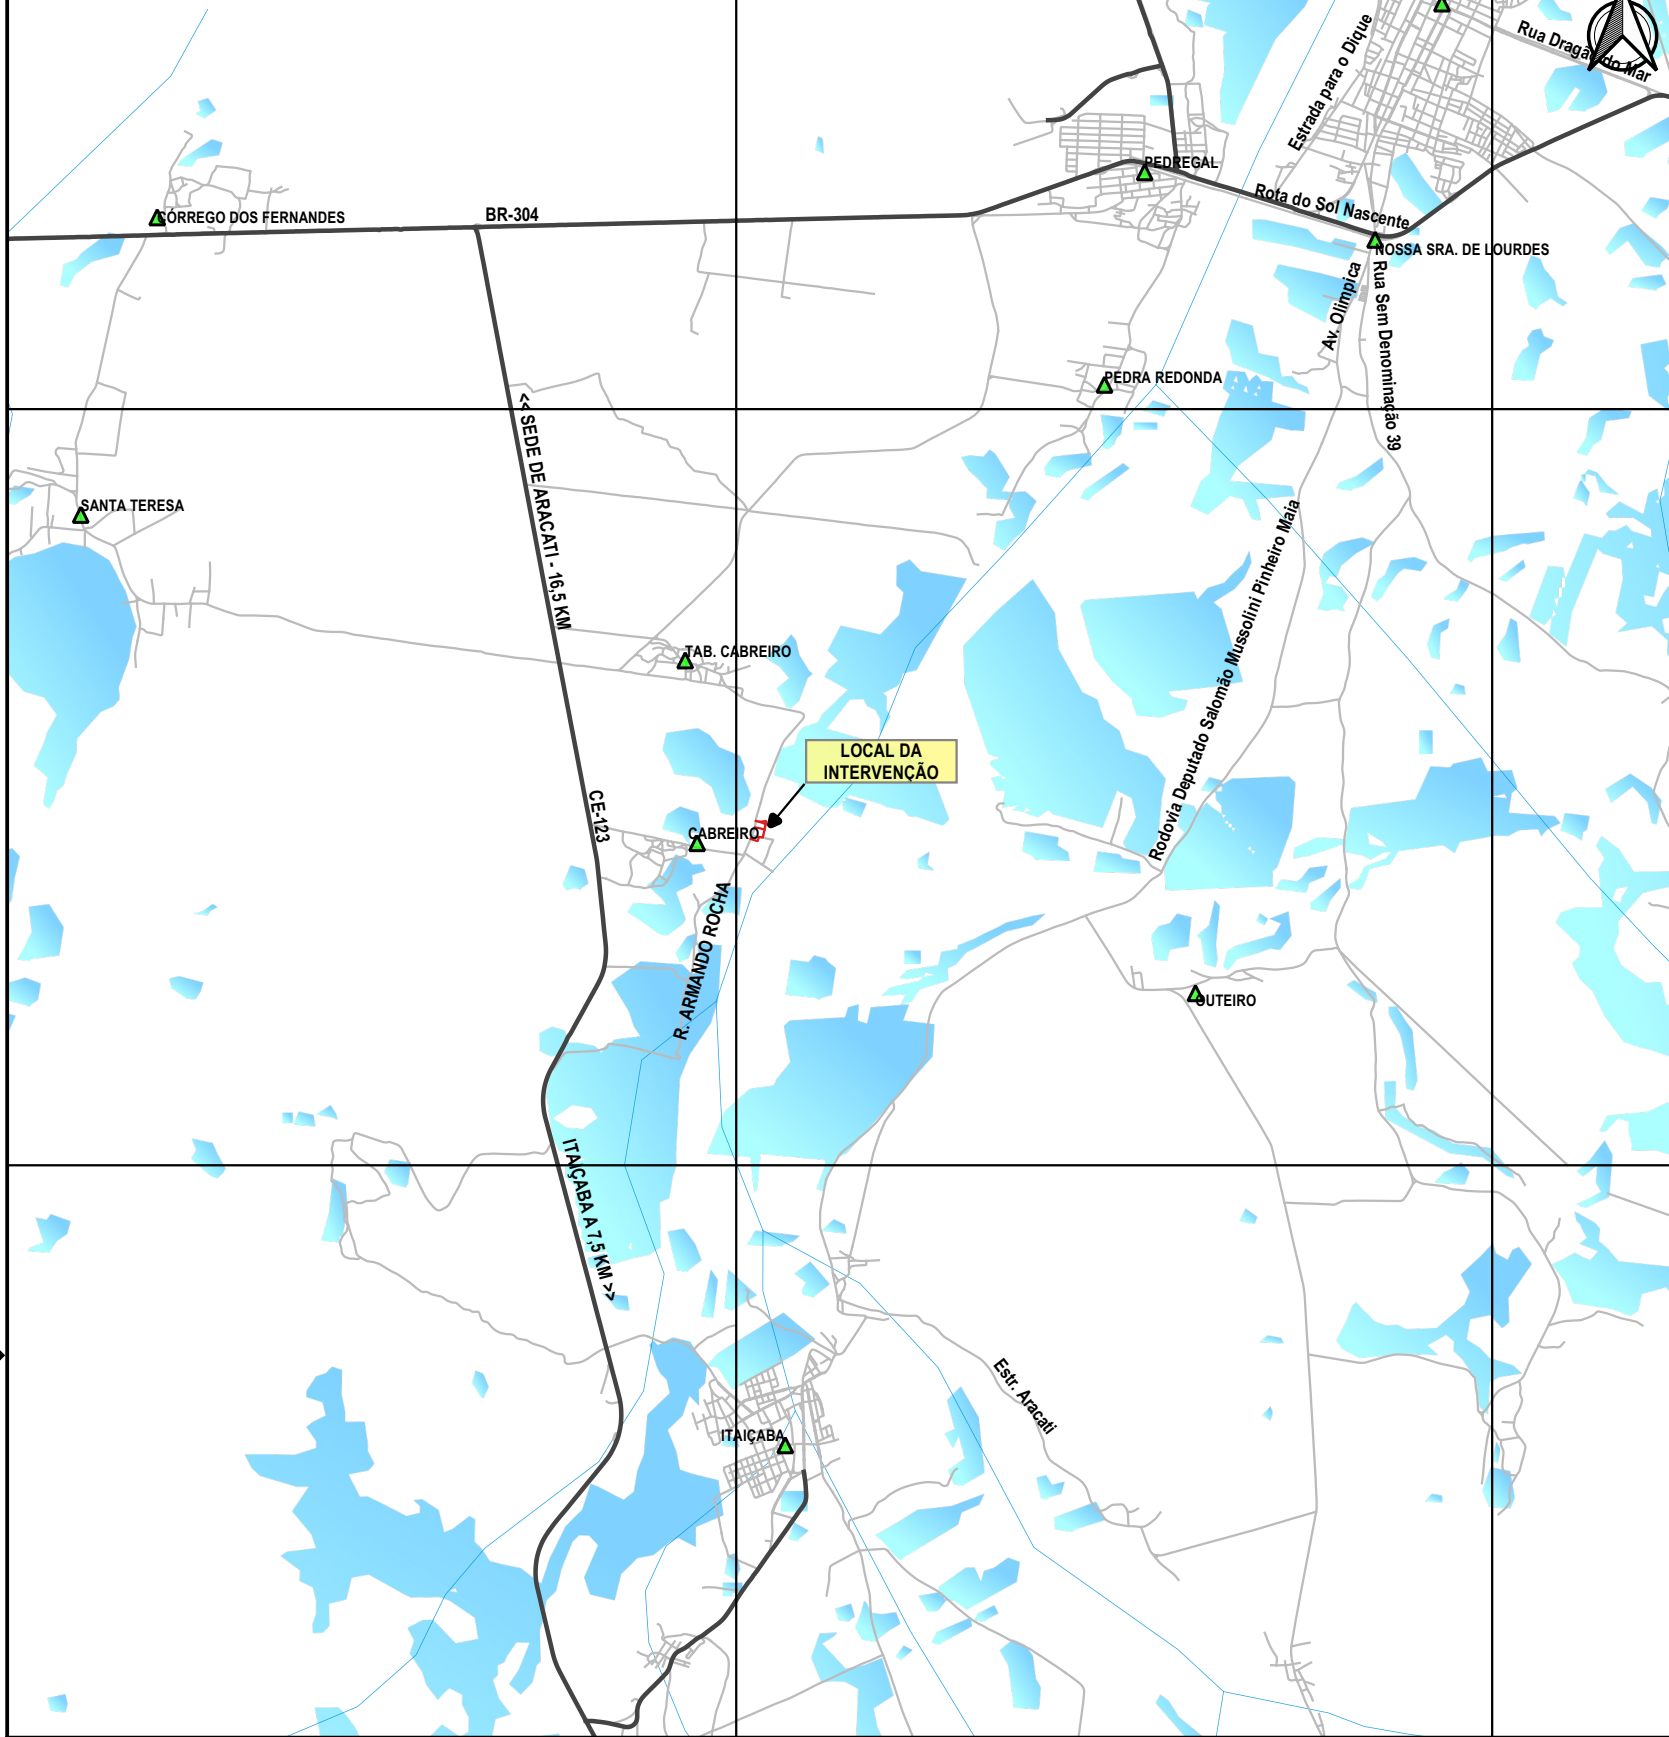 Rua Dragão do Mar
Estrada para o Dique
PEDREGAL
Rota do Sol Nascente
CÓRREGO DOS FERNANDES
BR-304
NOSSA SRA. DE LOURDES
Av. Olimpica
Rua Sem Denominação 39
PEDRA REDONDA
<< SEDE DE ARACATI - 16,5 KM
SANTA TERESA
Rodovia Deputado Salomão Mussolini Pinheiro Maia
TAB. CABREIRO
LOCAL DA
INTERVENÇÃO
CE-123
CABREIRO
R. ARMANDO ROCHA
OUTEIRO
ITAIÇABA A 7,5 KM >>
Estr. Aracati
ITAIÇABA